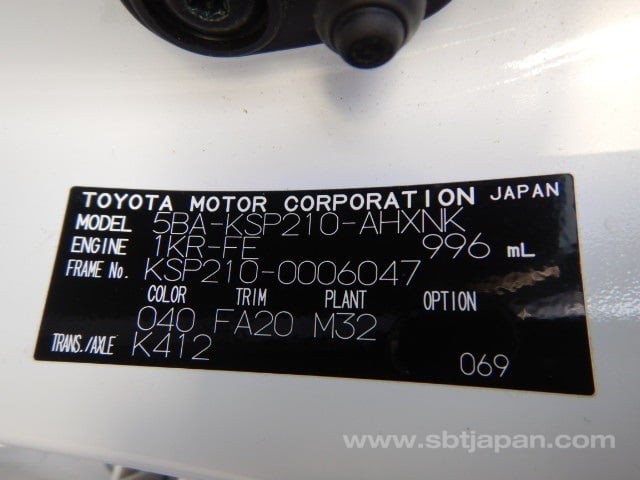 TOYOTA MOTOR CORPORATION JAPAN
MODEL 5BA-KSP210-AHXNK
ENGINE 1KR-FE 996 mL
FRAME No. KSP210-0006047
COLOR TRIM PLANT OPTION
040 FA20 M32
TRANS./AXLE K412
069
www.sbtjapan.com